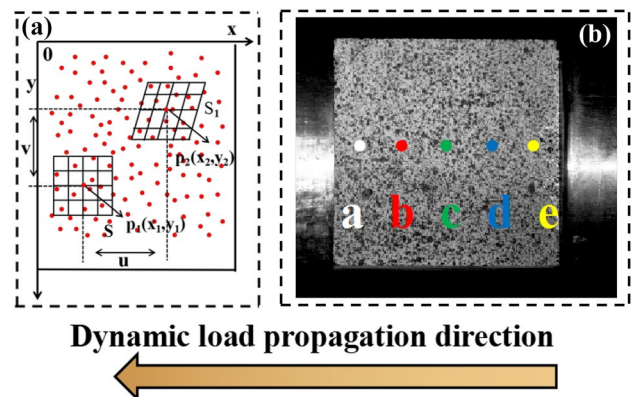 (a)
x
0
y
S₁
p₂(x₂,y₂)
v
S
p₁(x₁,y₁)
u
(b)
a b c d e
Dynamic load propagation direction